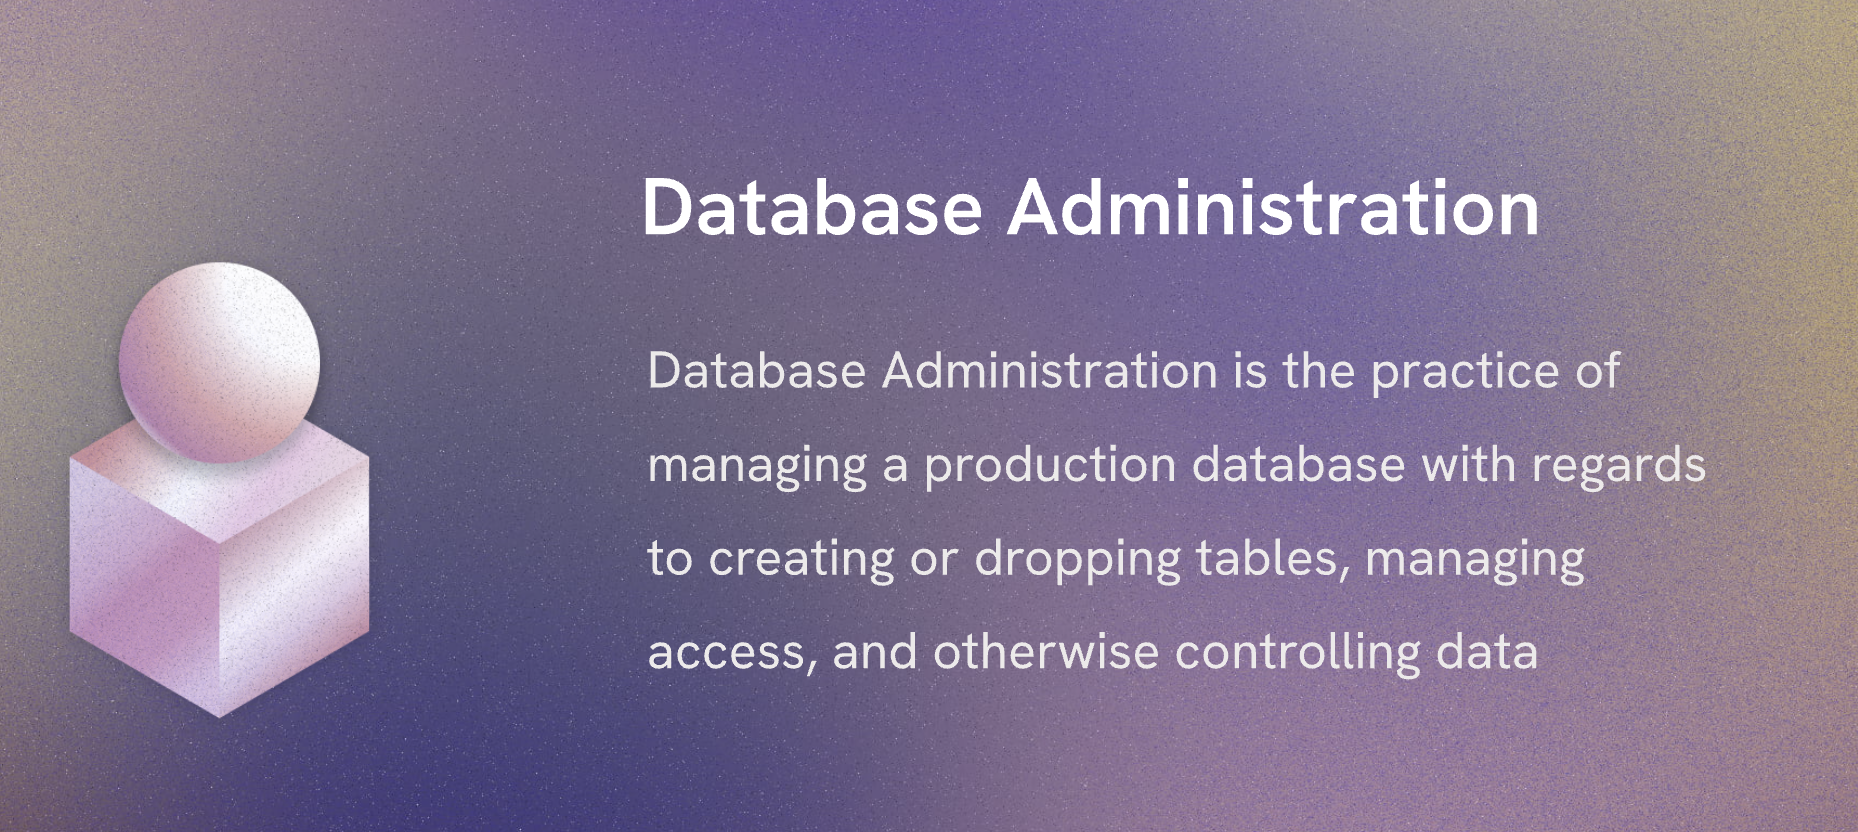 Database Administration
Database Administration is the practice of
managing a production database with regards
to creating or dropping tables, managing
access, and otherwise controlling data